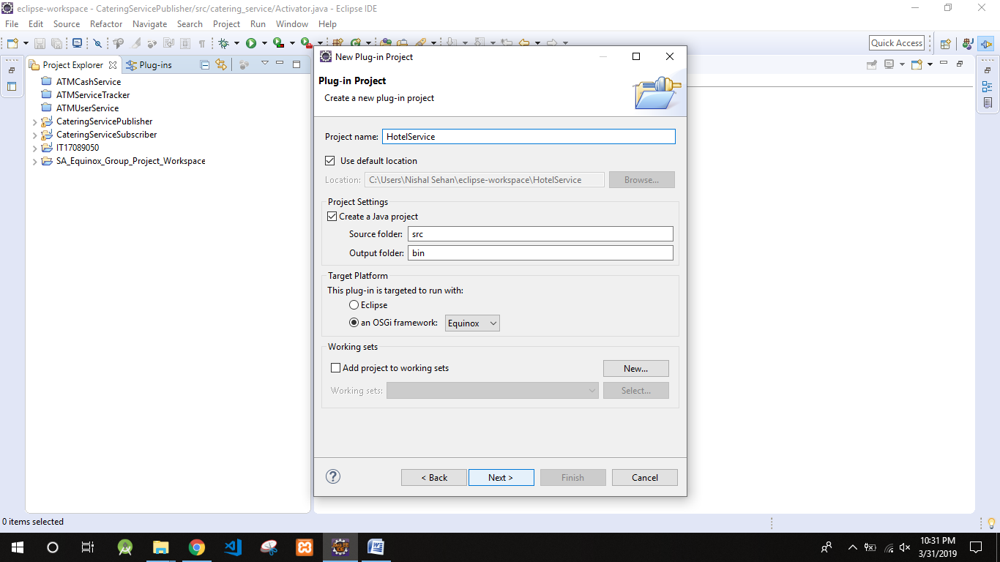 eclipse-workspace - CateringServicePublisher/src/catering_service/Activator.java - Eclipse IDE
File Edit Source Refactor Navigate Search Project Run Window Help
Quick Access
Project Explorer
Plug-ins
ATMCashService
ATMServiceTracker
ATMUserService
CateringServicePublisher
CateringServiceSubscriber
IT17089050
SA_Equinox_Group_Project_Workspace
New Plug-in Project
Plug-in Project
Create a new plug-in project
Project name: HotelService
Use default location
Location: C:\Users\Nishal Sehan\eclipse-workspace\HotelService Browse...
Project Settings
Create a Java project
Source folder: src
Output folder: bin
Target Platform
This plug-in is targeted to run with:
Eclipse
an OSGi framework: Equinox
Working sets
Add project to working sets New...
Working sets: Select...
< Back Next > Finish Cancel
0 items selected
10:31 PM
3/31/2019